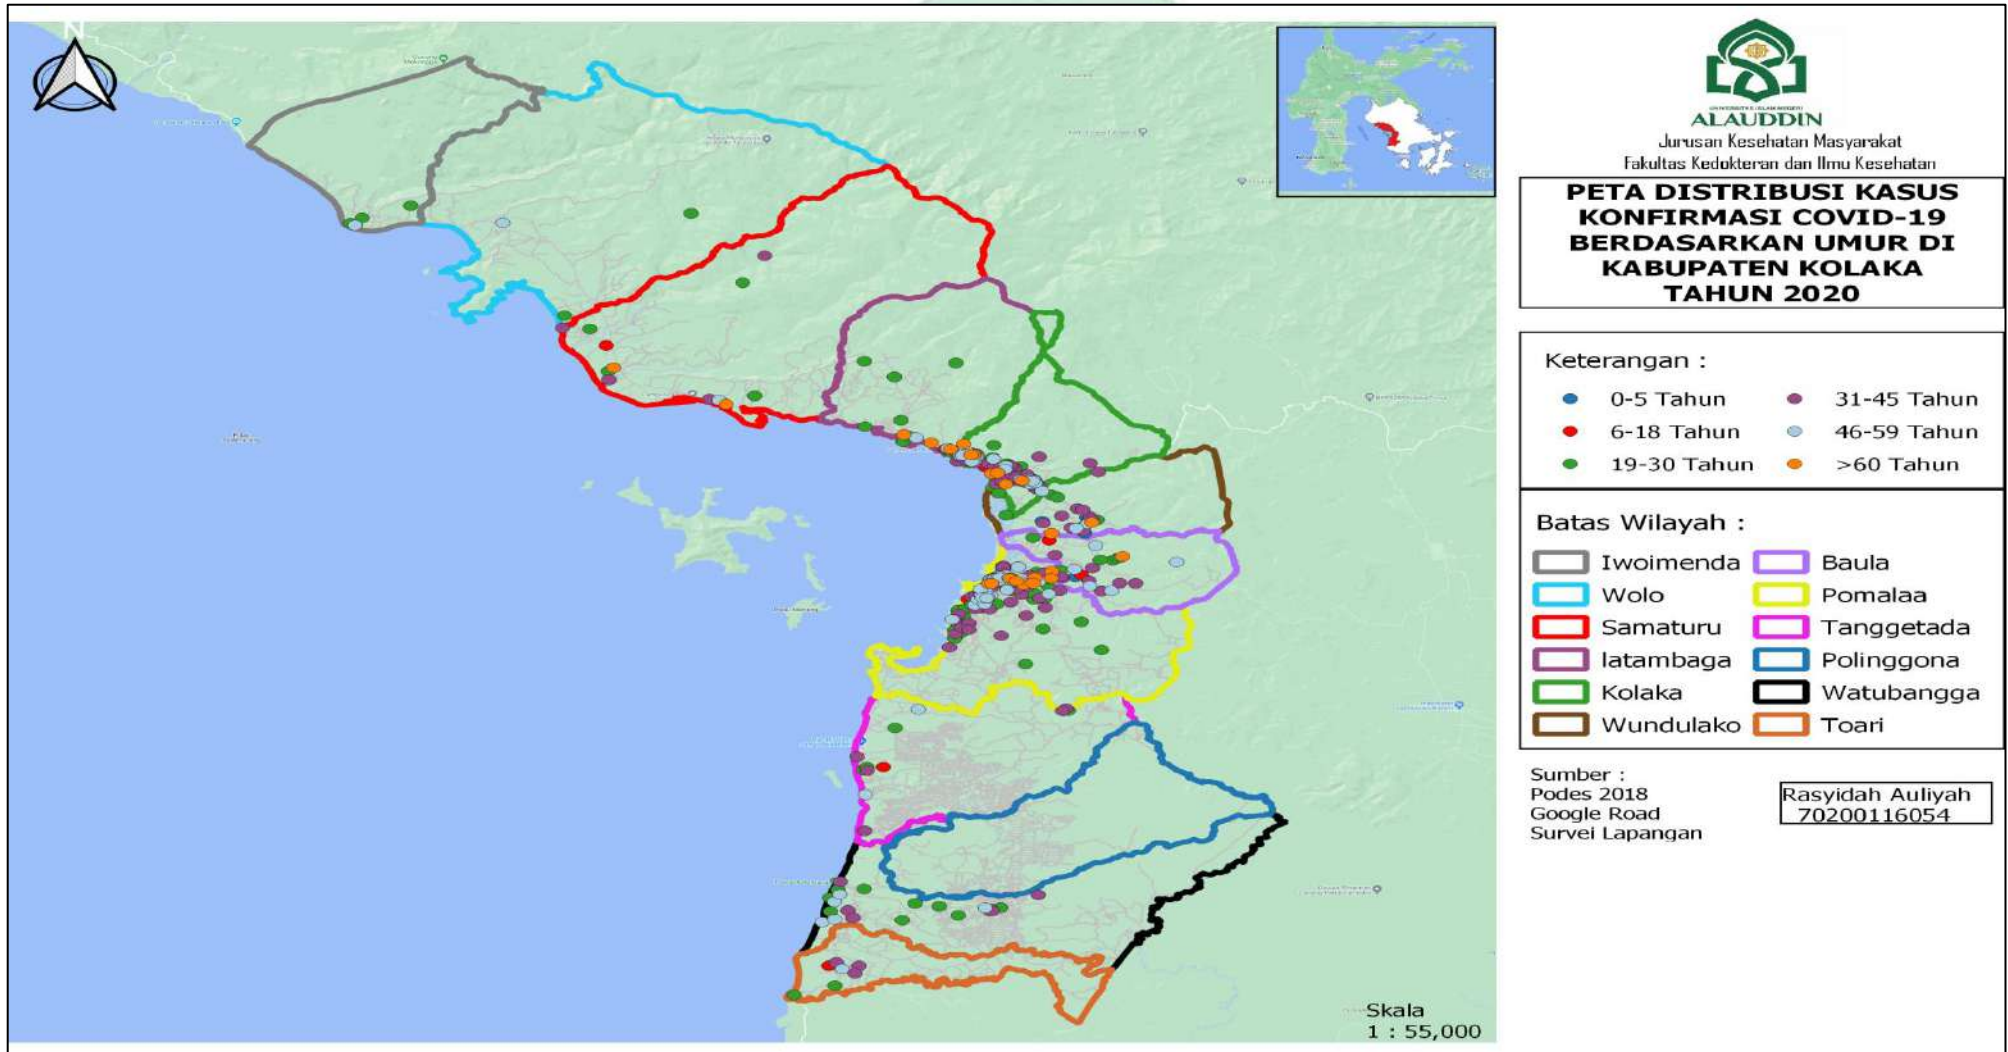 N
UNIVERSITAS ISLAM NEGERI
ALAUDDIN
Jurusan Kesehatan Masyarakat
Fakultas Kedokteran dan Ilmu Kesehatan
PETA DISTRIBUSI KASUS
KONFIRMASI COVID-19
BERDASARKAN UMUR DI
KABUPATEN KOLAKA
TAHUN 2020
Keterangan :
0-5 Tahun
31-45 Tahun
6-18 Tahun
46-59 Tahun
19-30 Tahun
>60 Tahun
Batas Wilayah :
Iwoimenda
Baula
Wolo
Pomalaa
Samaturu
Tanggetada
latambaga
Polinggona
Kolaka
Watubangga
Wundulako
Toari
Sumber :
Podes 2018
Google Road
Survei Lapangan
Rasyidah Auliyah
70200116054
Skala
1 : 55,000